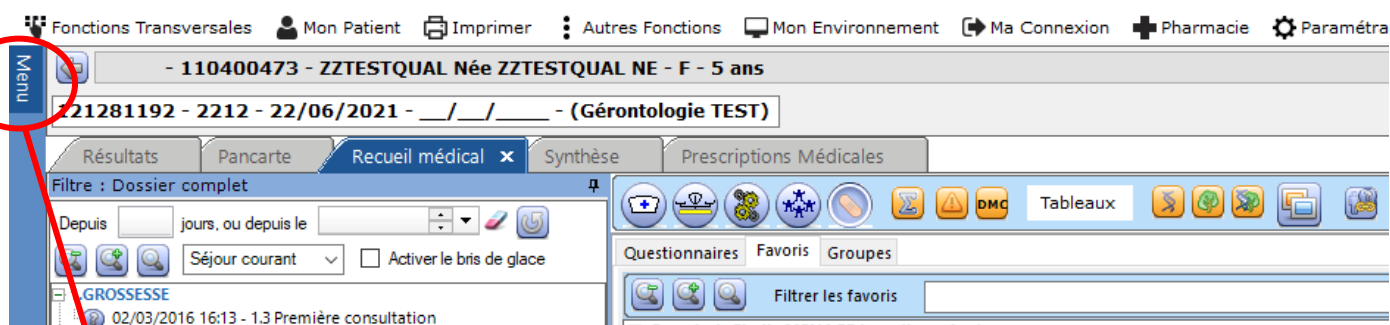 Fonctions Transversales Mon Patient Imprimer Autres Fonctions Mon Environnement Ma Connexion Pharmacie Paramétra
Menu
- 110400473 - ZZTESTQUAL Née ZZTESTQUAL NE - F - 5 ans
121281192 - 2212 - 22/06/2021 - __/__/____ - (Gérontologie TEST)
Résultats Pancarte Recueil médical x Synthèse Prescriptions Médicales
Filtre : Dossier complet
DMC Tableaux
Depuis jours, ou depuis le
Questionnaires Favoris Groupes
Séjour courant Activer le bris de glace
Filtrer les favoris
.GROSSESSE
02/03/2016 16:13 - 1.3 Première consultation